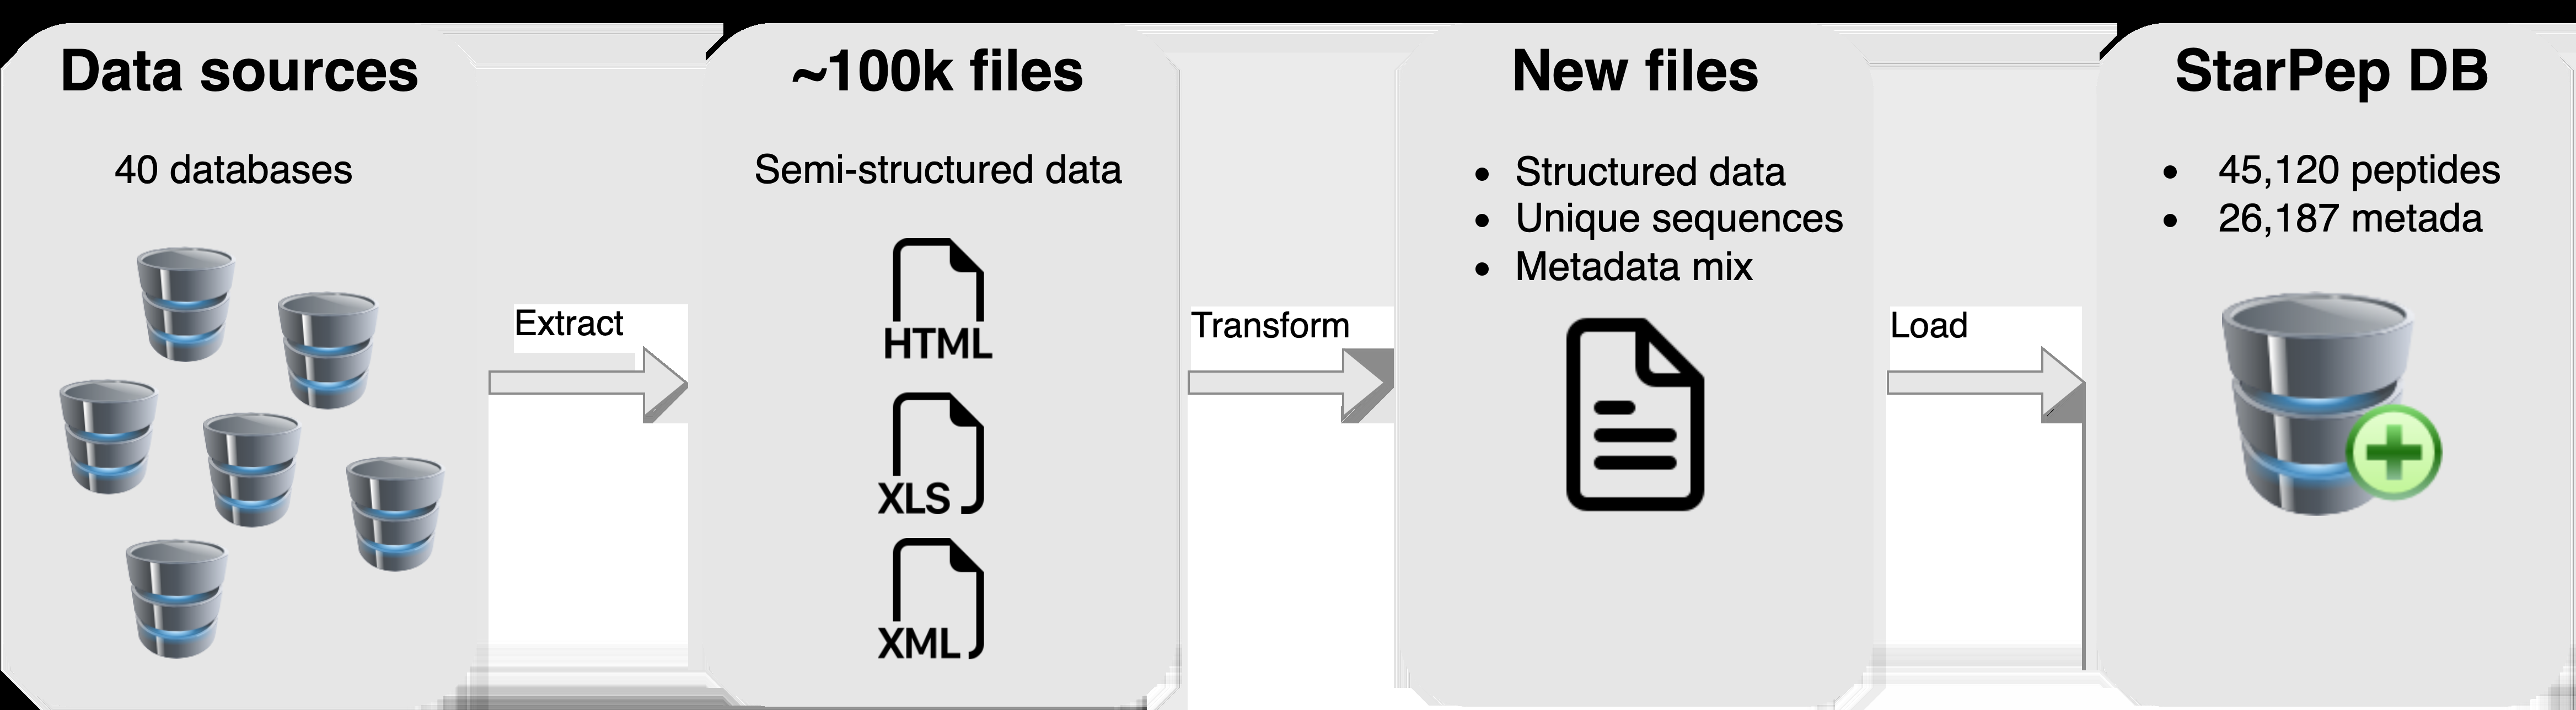 Data sources
40 databases
Extract
~100k files
Semi-structured data
HTML
XLS
XML
Transform
New files
• Structured data
• Unique sequences
• Metadata mix
Load
StarPep DB
• 45,120 peptides
• 26,187 metada